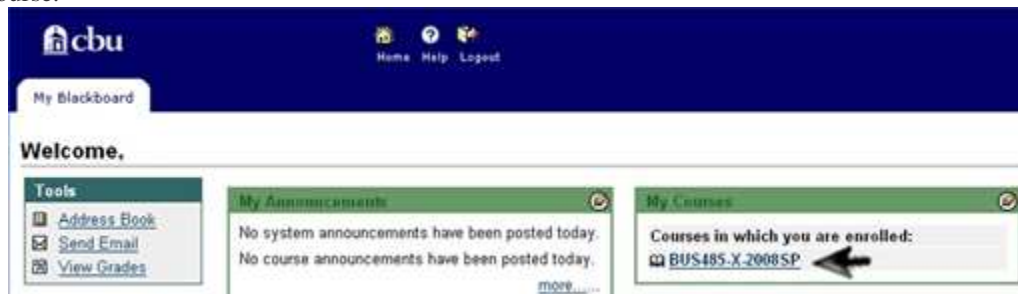 ourse.
cbu
Home Help Logout
My Blackboard
Welcome.
Tools
Address Book
Send Email
View Grades
My Announcements
No system announcements have been posted today.
No course announcements have been posted today.
more......
My Courses
Courses in which you are enrolled:
BUS485-X-2008SP